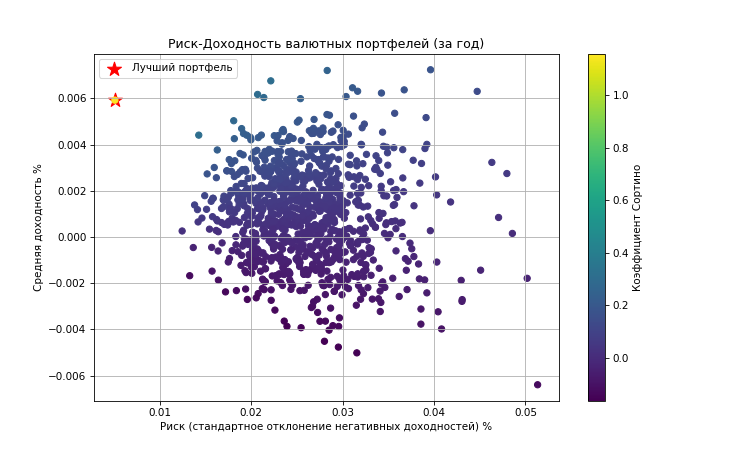 Риск-Доходность валютных портфелей (за год)
Лучший портфель
Средняя доходность %
0.006
0.004
0.002
0.000
−0.002
−0.004
−0.006
0.01 0.02 0.03 0.04 0.05
Риск (стандартное отклонение негативных доходностей) %
1.0
0.8
0.6
0.4
0.2
0.0
Коэффициент Сортино